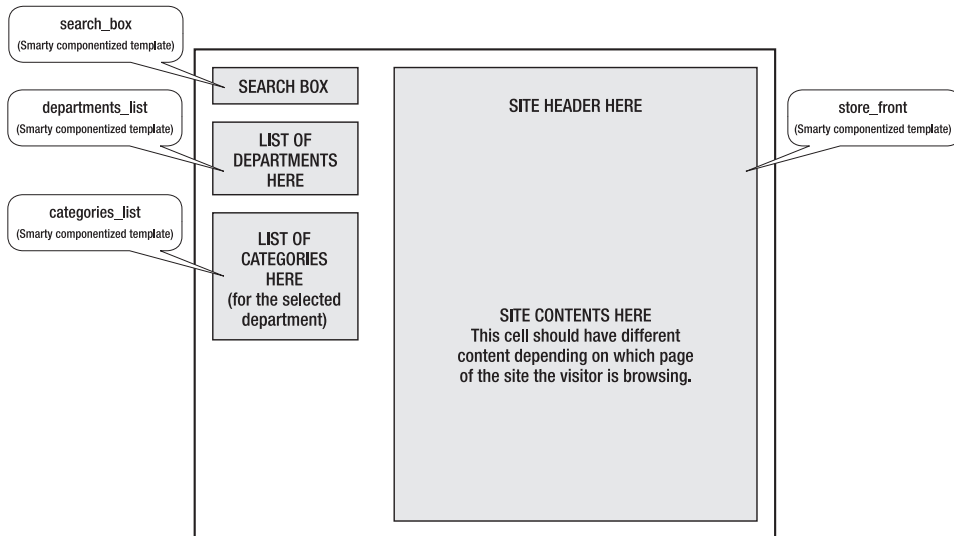 search_box
(Smarty componentized template)
SEARCH BOX
departments_list
(Smarty componentized template)
LIST OF
DEPARTMENTS
HERE
categories_list
(Smarty componentized template)
LIST OF
CATEGORIES
HERE
(for the selected
department)
SITE HEADER HERE
SITE CONTENTS HERE
This cell should have different
content depending on which page
of the site the visitor is browsing.
store_front
(Smarty componentized template)